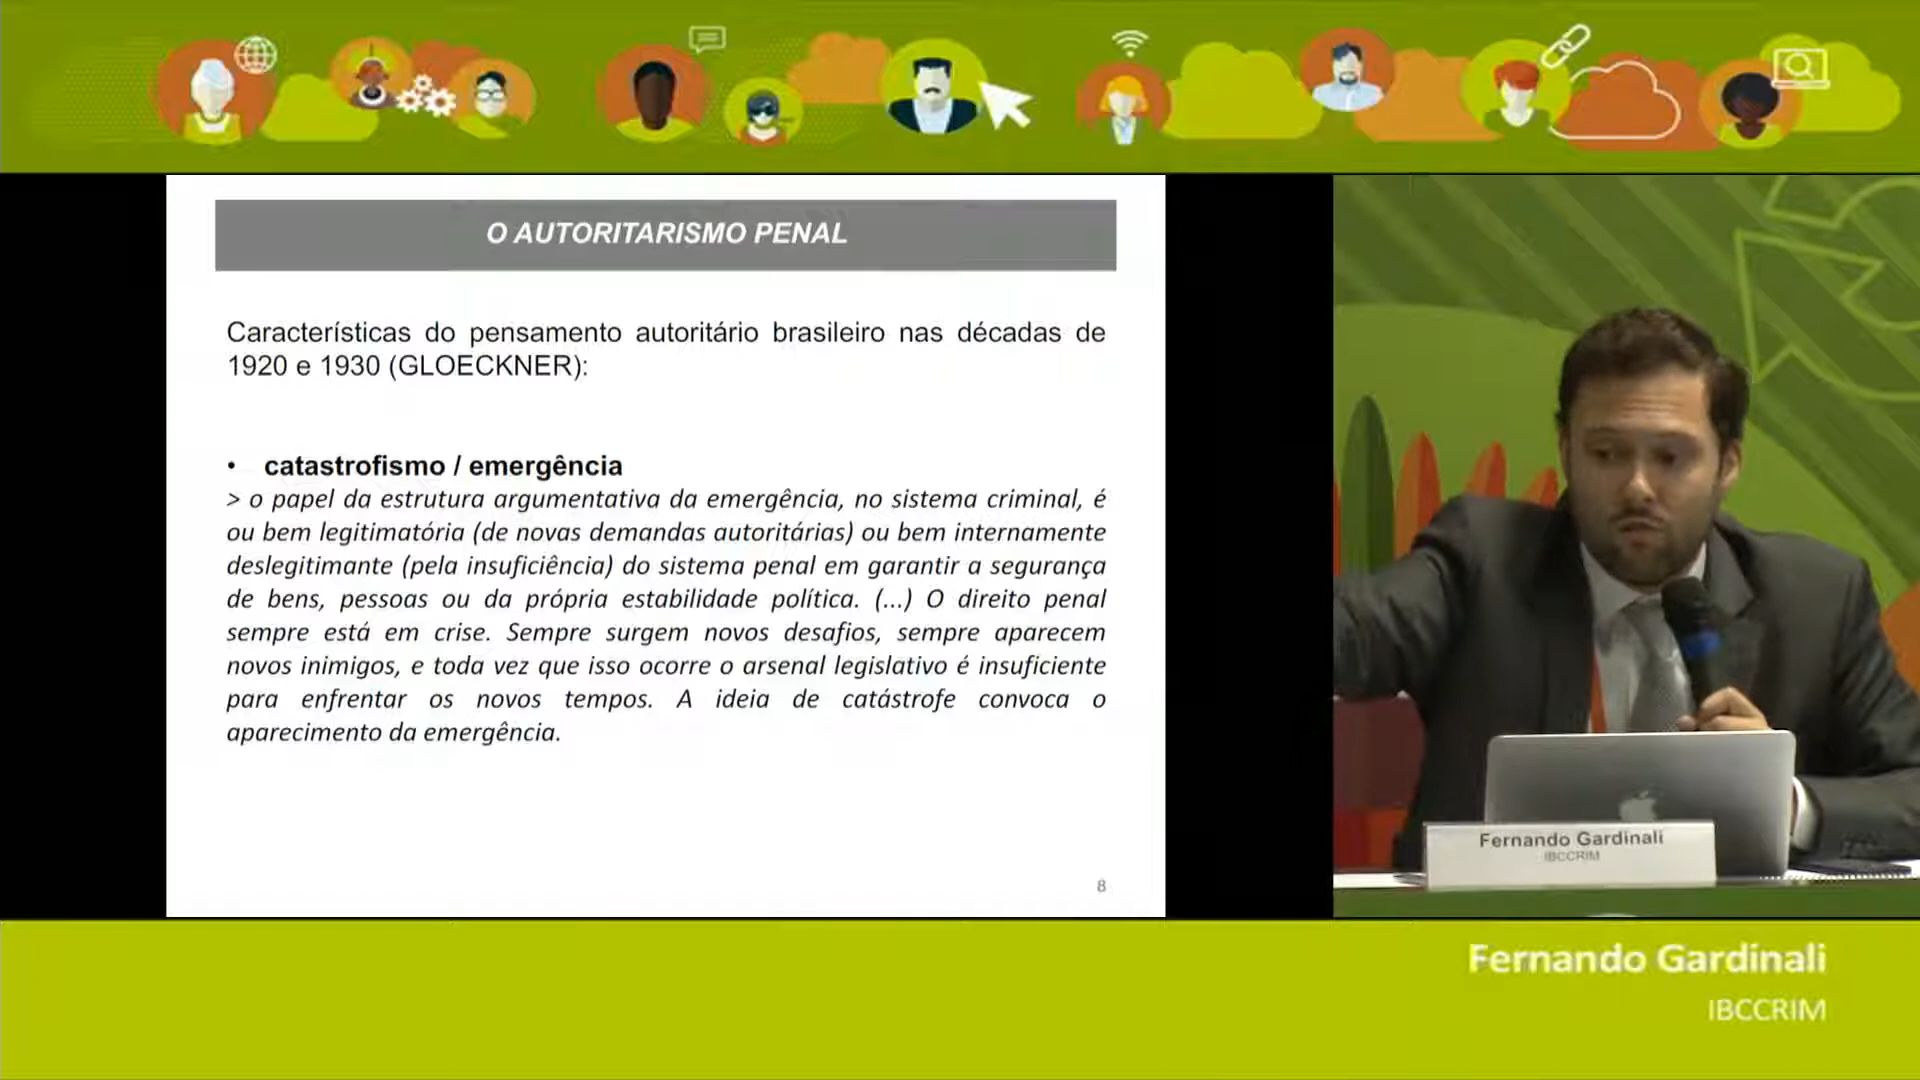 O AUTORITARISMO PENAL
Características do pensamento autoritário brasileiro nas décadas de
1920 e 1930 (GLOECKNER):
• catastrofismo / emergência
> o papel da estrutura argumentativa da emergência, no sistema criminal, é
ou bem legitimatória (de novas demandas autoritárias) ou bem internamente
deslegitimante (pela insuficiência) do sistema penal em garantir a segurança
de bens, pessoas ou da própria estabilidade política. (...) O direito penal
sempre está em crise. Sempre surgem novos desafios, sempre aparecem
novos inimigos, e toda vez que isso ocorre o arsenal legislativo é insuficiente
para enfrentar os novos tempos. A ideia de catástrofe convoca o
aparecimento da emergência.
8
Fernando Gardinali
IBCCRIM
Fernando Gardinali
IBCCRIM